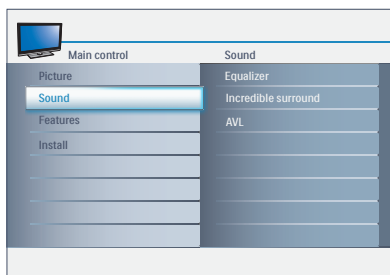 Main control Sound
Picture Equalizer
Sound Incredible surround
Features AVL
Install